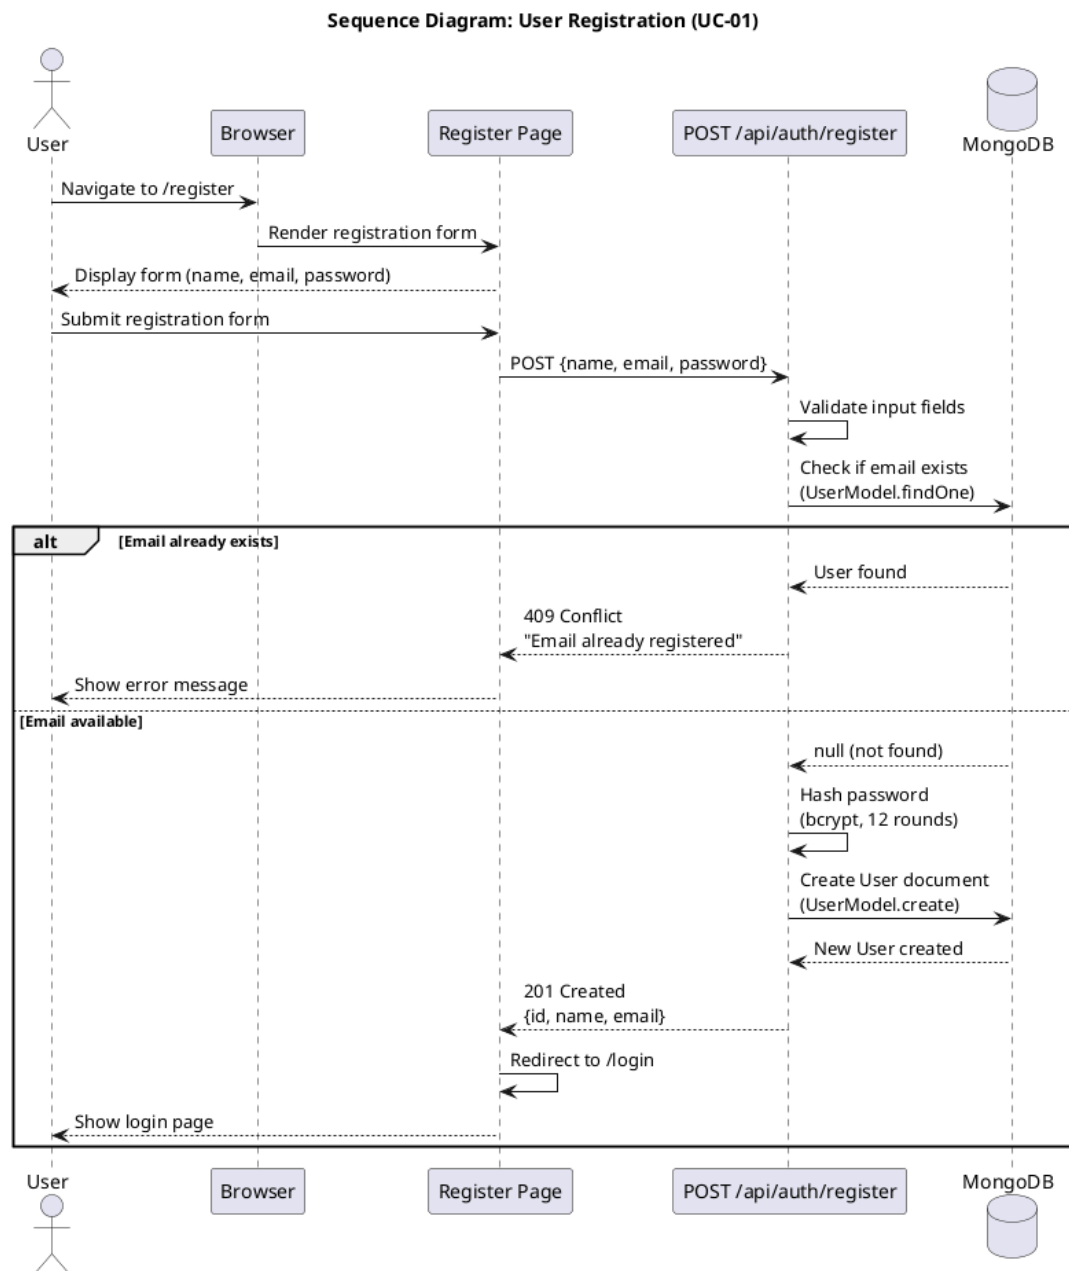 Sequence Diagram: User Registration (UC-01)
User
Browser
Register Page
POST /api/auth/register
MongoDB
Navigate to /register
Render registration form
Display form (name, email, password)
Submit registration form
POST {name, email, password}
Validate input fields
Check if email exists
(UserModel.findOne)
alt
[Email already exists]
User found
409 Conflict
"Email already registered"
Show error message
[Email available]
null (not found)
Hash password
(bcrypt, 12 rounds)
Create User document
(UserModel.create)
New User created
201 Created
{id, name, email}
Redirect to /login
Show login page
User
Browser
Register Page
POST /api/auth/register
MongoDB